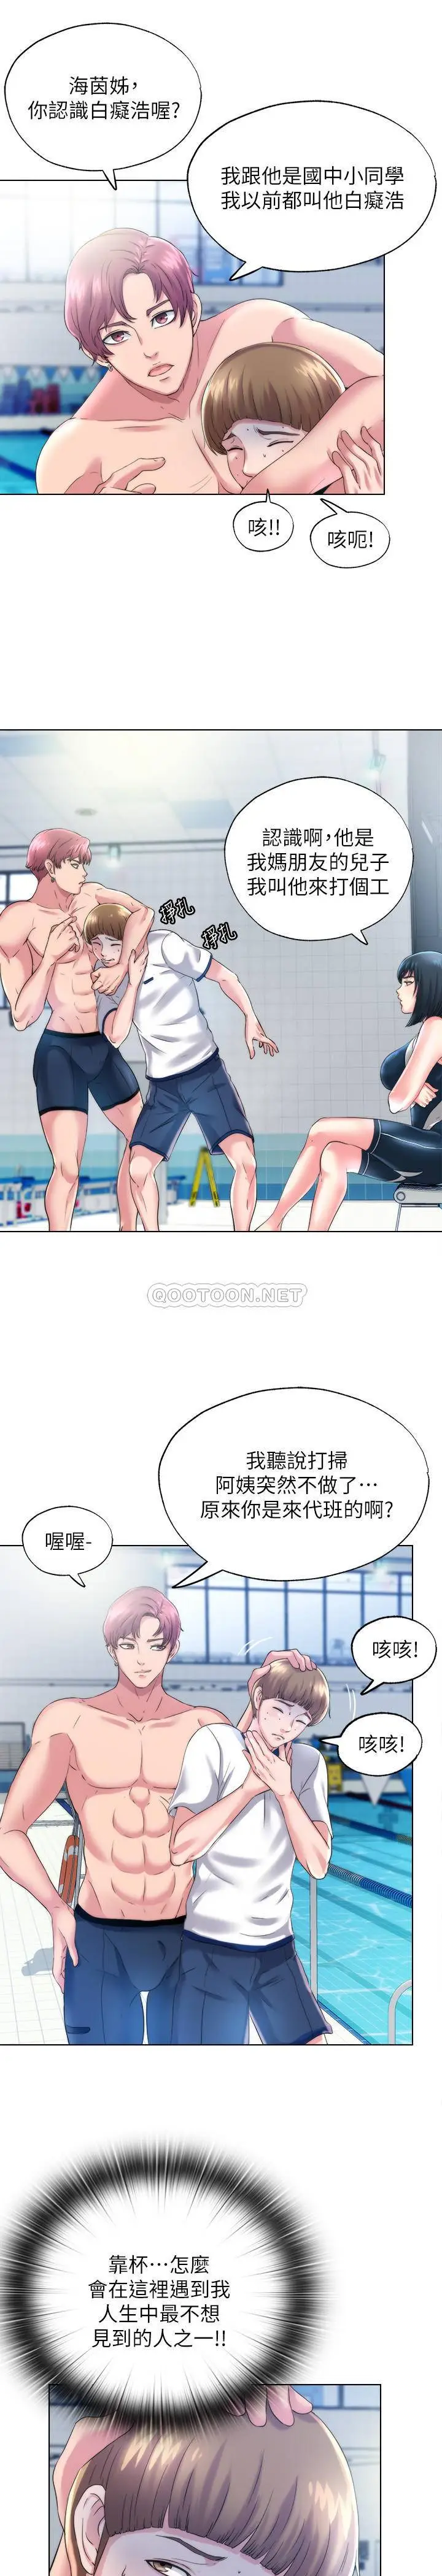 海茵姊，
你認識白癡浩喔?
我跟他是國中小同學
我以前都叫他白癡浩
咳!!
咳呃!
認識啊，他是
我媽朋友的兒子
我叫他來打個工
掙扎
掙扎
QOOTOON.NET
我聽說打掃
阿姨突然不做了…
原來你是來代班的啊?
喔喔-
咳咳!
咳咳!
靠杯…怎麼
會在這裡遇到我
人生中最不想
見到的人之一!!